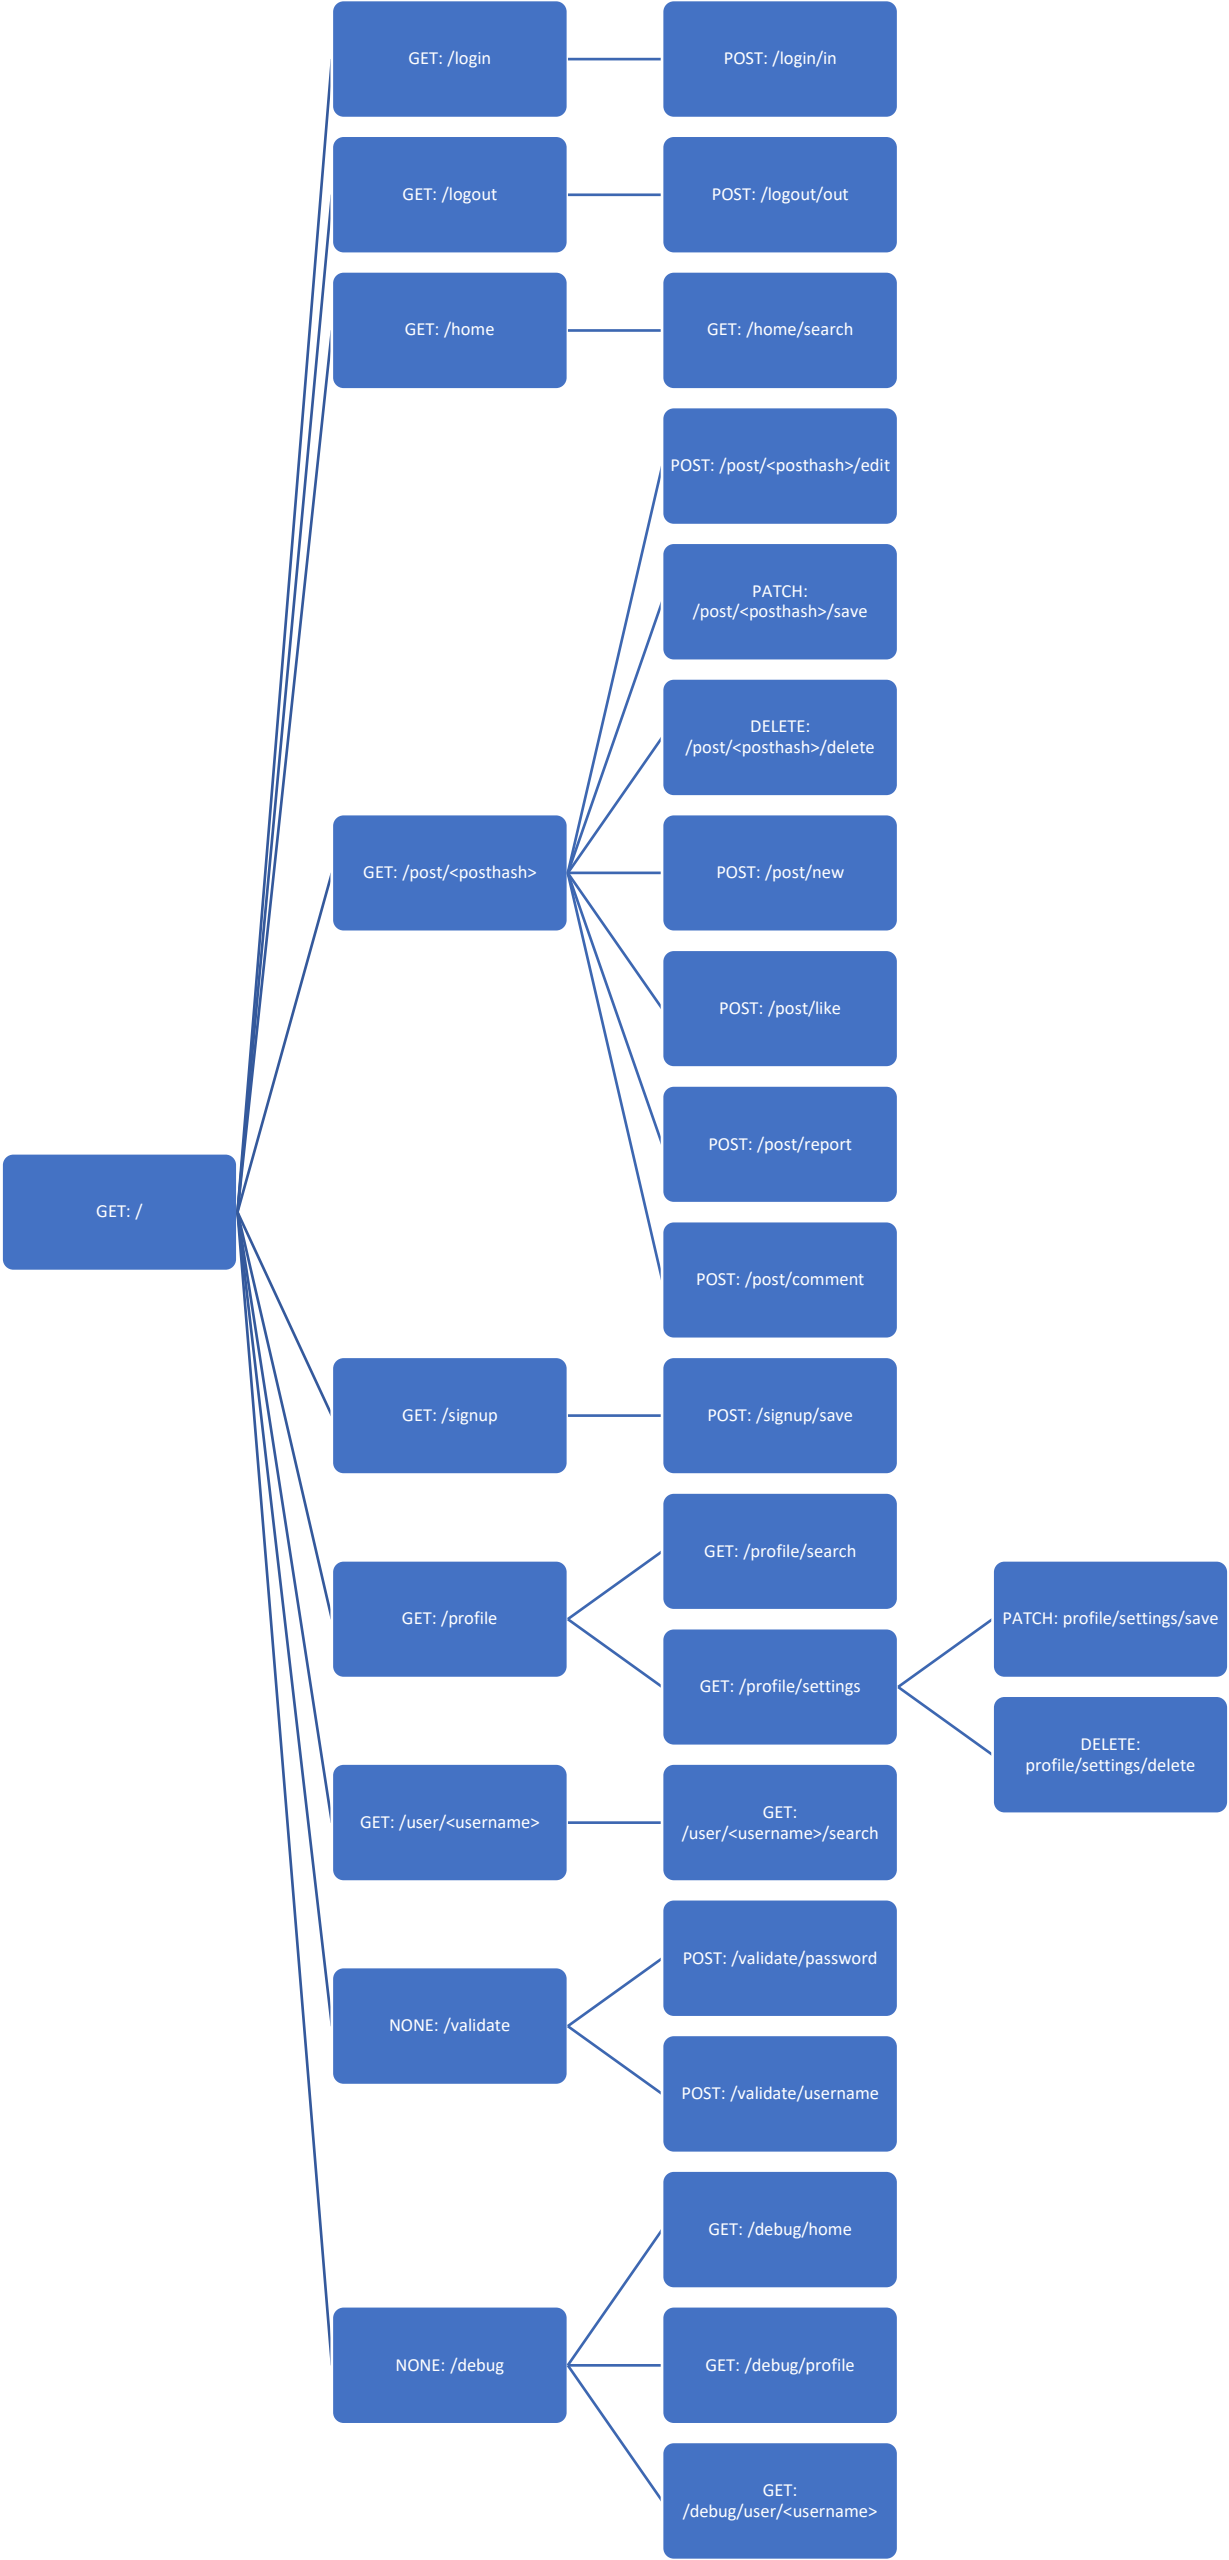 GET: /login
POST: /login/in
GET: /logout
POST: /logout/out
GET: /home
GET: /home/search
POST: /post/<posthash>/edit
PATCH:
/post/<posthash>/save
DELETE:
/post/<posthash>/delete
GET: /post/<posthash>
POST: /post/new
POST: /post/like
POST: /post/report
GET: /
POST: /post/comment
GET: /signup
POST: /signup/save
GET: /profile/search
GET: /profile
PATCH: profile/settings/save
GET: /profile/settings
DELETE:
profile/settings/delete
GET: /user/<username>
GET:
/user/<username>/search
POST: /validate/password
NONE: /validate
POST: /validate/username
GET: /debug/home
NONE: /debug
GET: /debug/profile
GET:
/debug/user/<username>